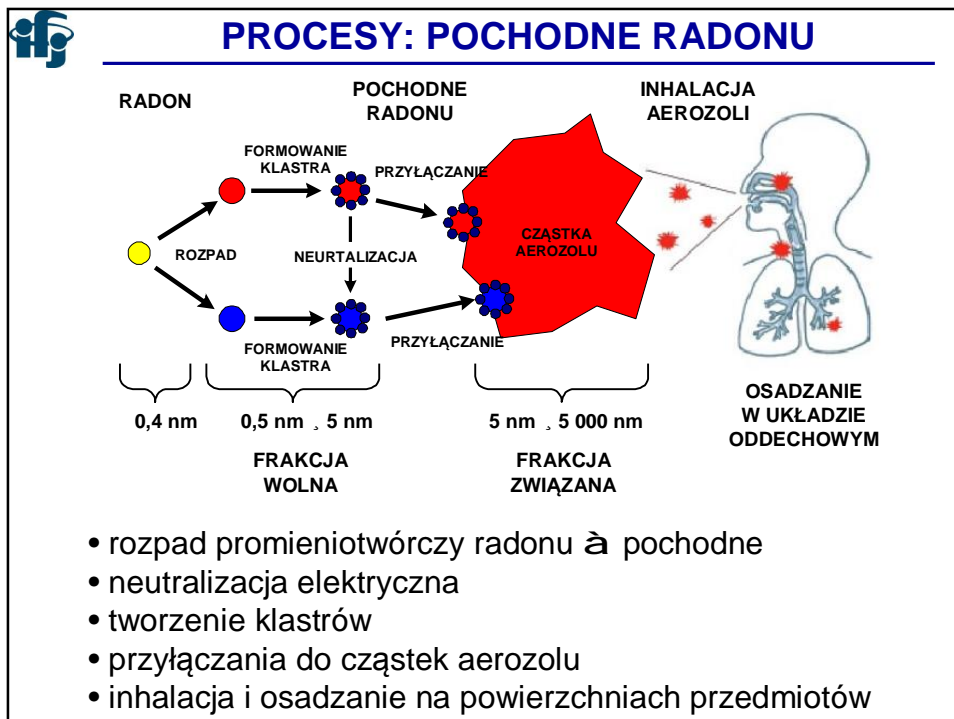 ifj
PROCESY: POCHODNE RADONU
RADON
POCHODNE
RADONU
INHALACJA
AEROZOLI
FORMOWANIE
KLASTRA
PRZYŁĄCZANIE
ROZPAD
NEURTALIZACJA
CZĄSTKA
AEROZOLU
FORMOWANIE
KLASTRA
PRZYŁĄCZANIE
0,4 nm
0,5 nm ¸ 5 nm
5 nm ¸ 5 000 nm
FRAKCJA
WOLNA
FRAKCJA
ZWIĄZANA
OSADZANIE
W UKŁADZIE
ODDECHOWYM
• rozpad promieniotwórczy radonu à pochodne
• neutralizacja elektryczna
• tworzenie klastrów
• przyłączania do cząstek aerozolu
• inhalacja i osadzanie na powierzchniach przedmiotów